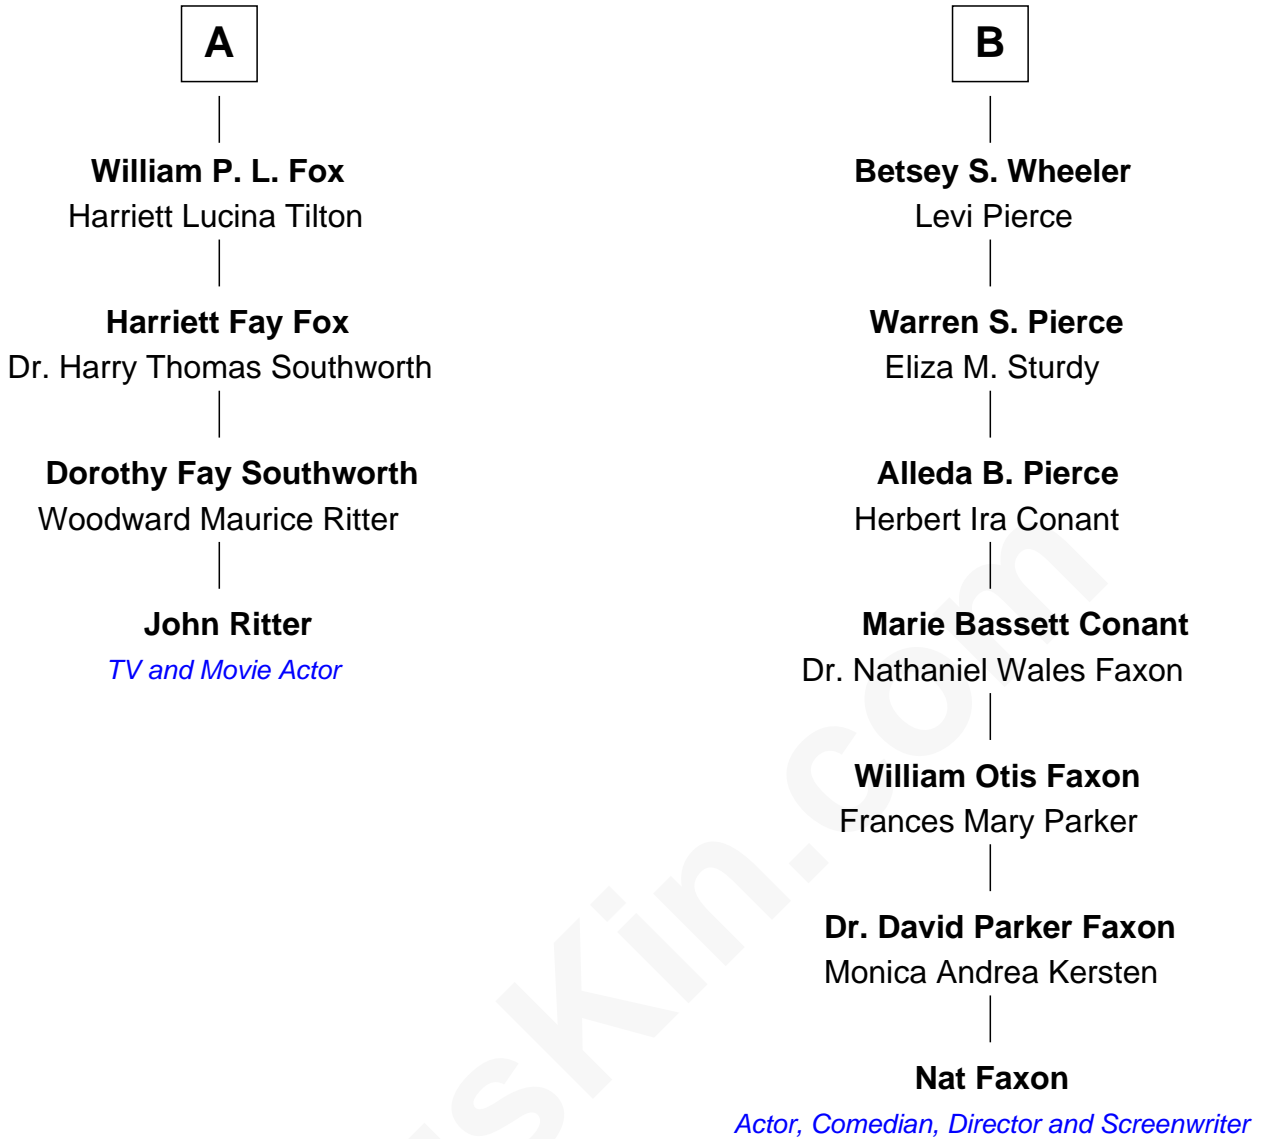 A
William P. L. Fox
Harriett Lucina Tilton
Harriett Fay Fox
Dr. Harry Thomas Southworth
Dorothy Fay Southworth
Woodward Maurice Ritter
John Ritter
TV and Movie Actor
B
Betsey S. Wheeler
Levi Pierce
Warren S. Pierce
Eliza M. Sturdy
Alleda B. Pierce
Herbert Ira Conant
Marie Bassett Conant
Dr. Nathaniel Wales Faxon
William Otis Faxon
Frances Mary Parker
Dr. David Parker Faxon
Monica Andrea Kersten
Nat Faxon
Actor, Comedian, Director and Screenwriter
usKin.com